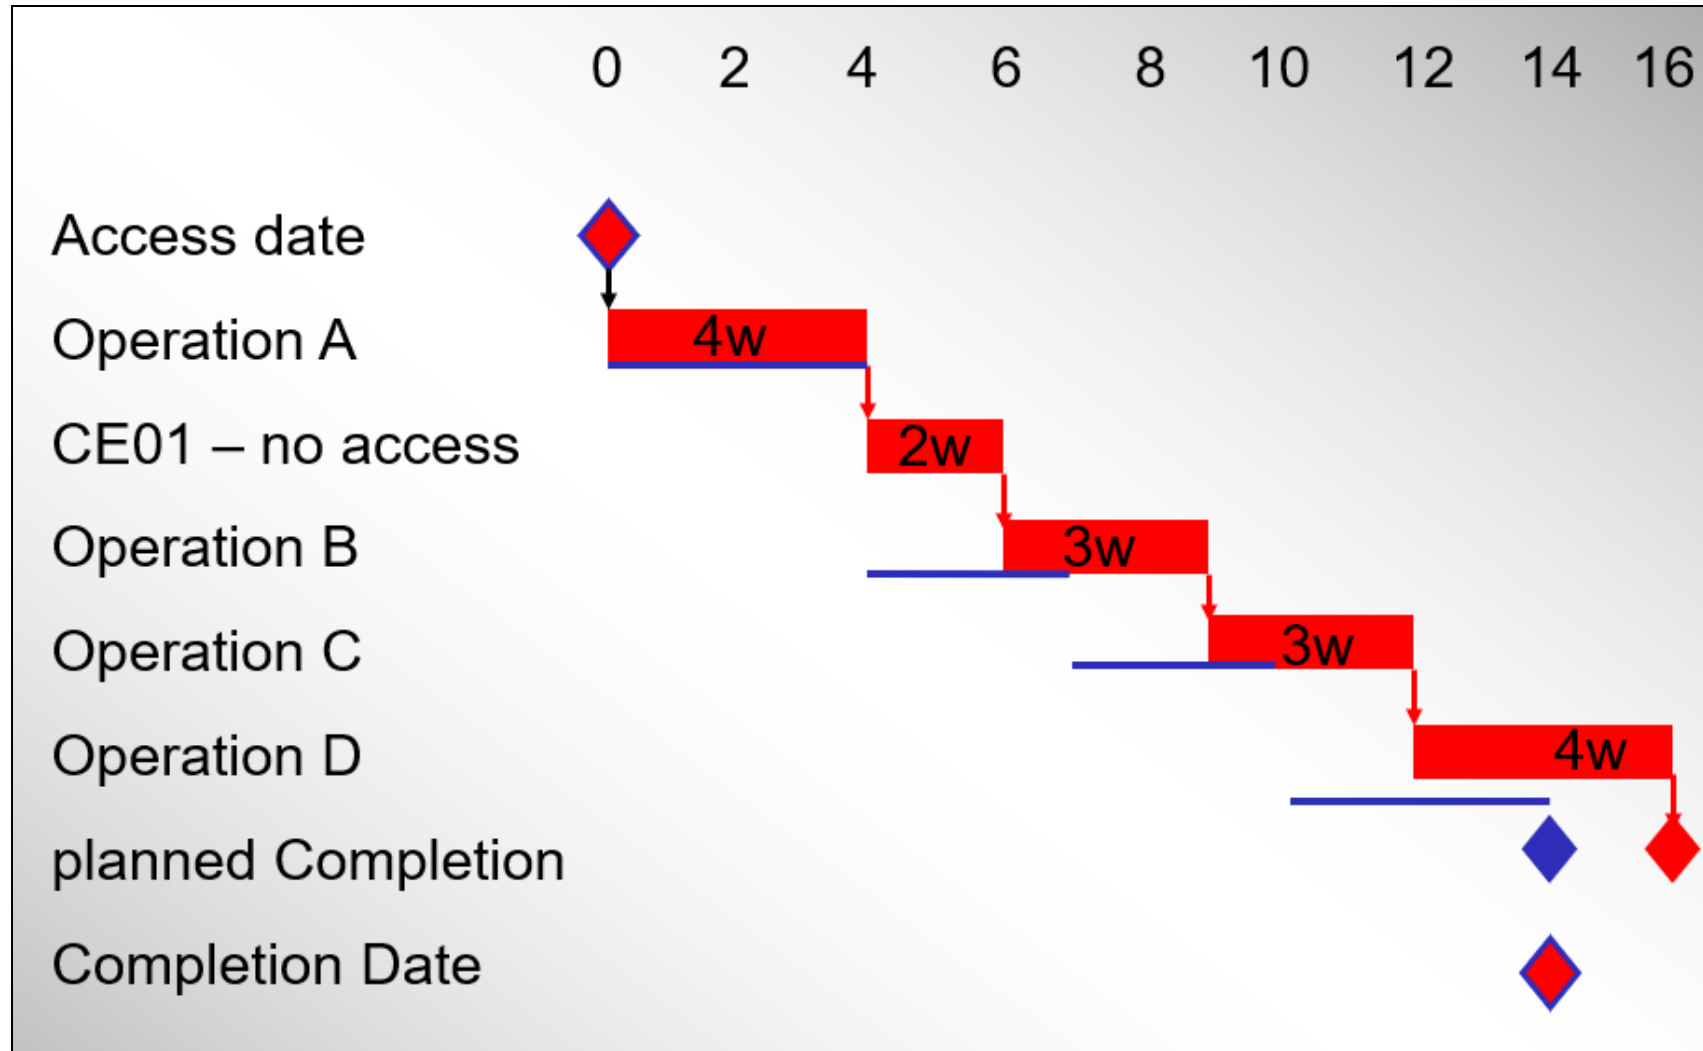 0 2 4 6 8 10 12 14 16
Access date
Operation A 4w
CE01 – no access 2w
Operation B 3w
Operation C 3w
Operation D 4w
planned Completion
Completion Date